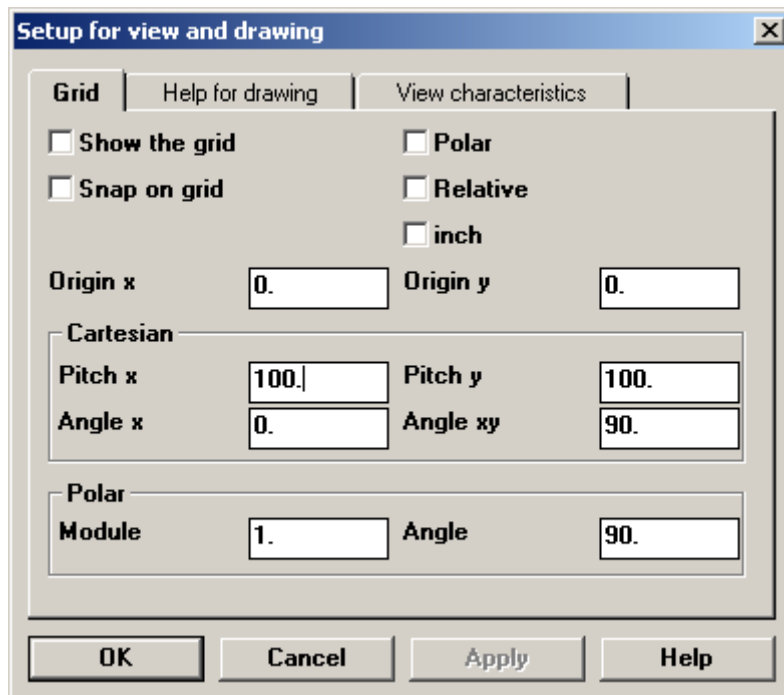 Setup for view and drawing
Grid Help for drawing View characteristics
Show the grid Polar
Snap on grid Relative
inch
Origin x 0. Origin y 0.
Cartesian
Pitch x 100. Pitch y 100.
Angle x 0. Angle xy 90.
Polar
Module 1. Angle 90.
OK Cancel Apply Help